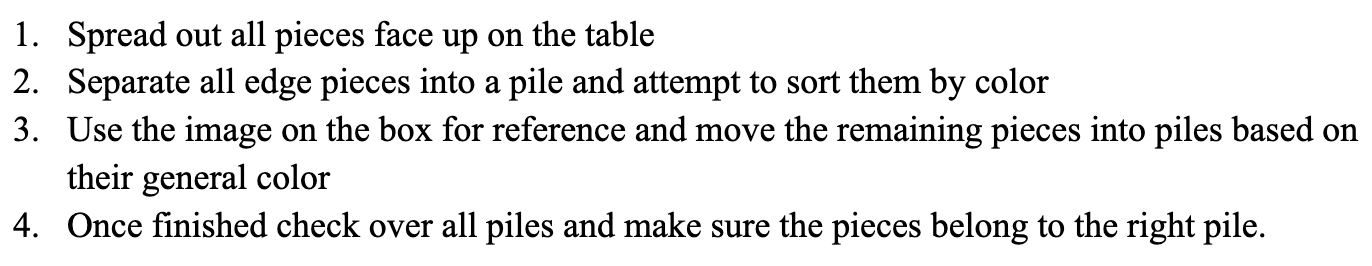 1. Spread out all pieces face up on the table
2. Separate all edge pieces into a pile and attempt to sort them by color
3. Use the image on the box for reference and move the remaining pieces into piles based on
their general color
4. Once finished check over all piles and make sure the pieces belong to the right pile.